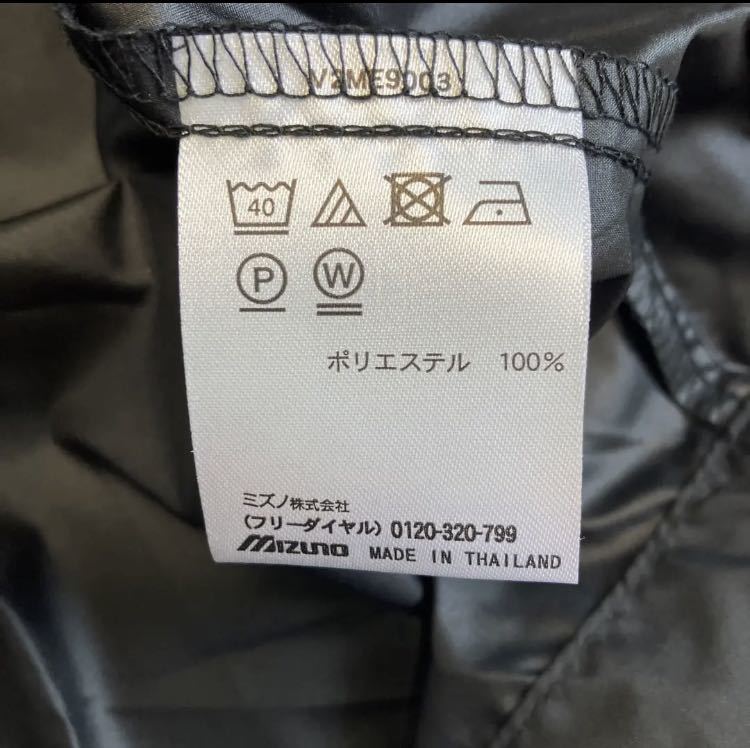 V2ME9003
40
P W
ポリエステル 100%
ミズノ株式会社
(フリーダイヤル) 0120-320-799
MIZUNO MADE IN THAILAND